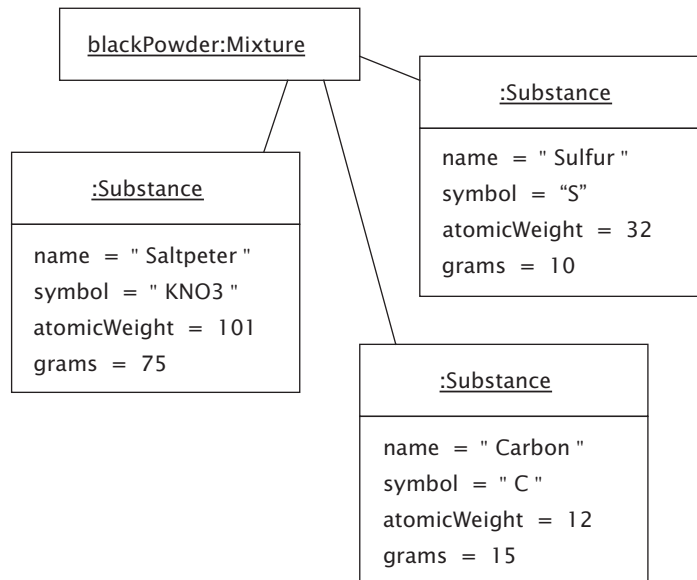 blackPowder:Mixture
:Substance
name = " Sulfur "
symbol = “S”
atomicWeight = 32
grams = 10
:Substance
name = " Saltpeter "
symbol = " KNO3 "
atomicWeight = 101
grams = 75
:Substance
name = " Carbon "
symbol = " C "
atomicWeight = 12
grams = 15